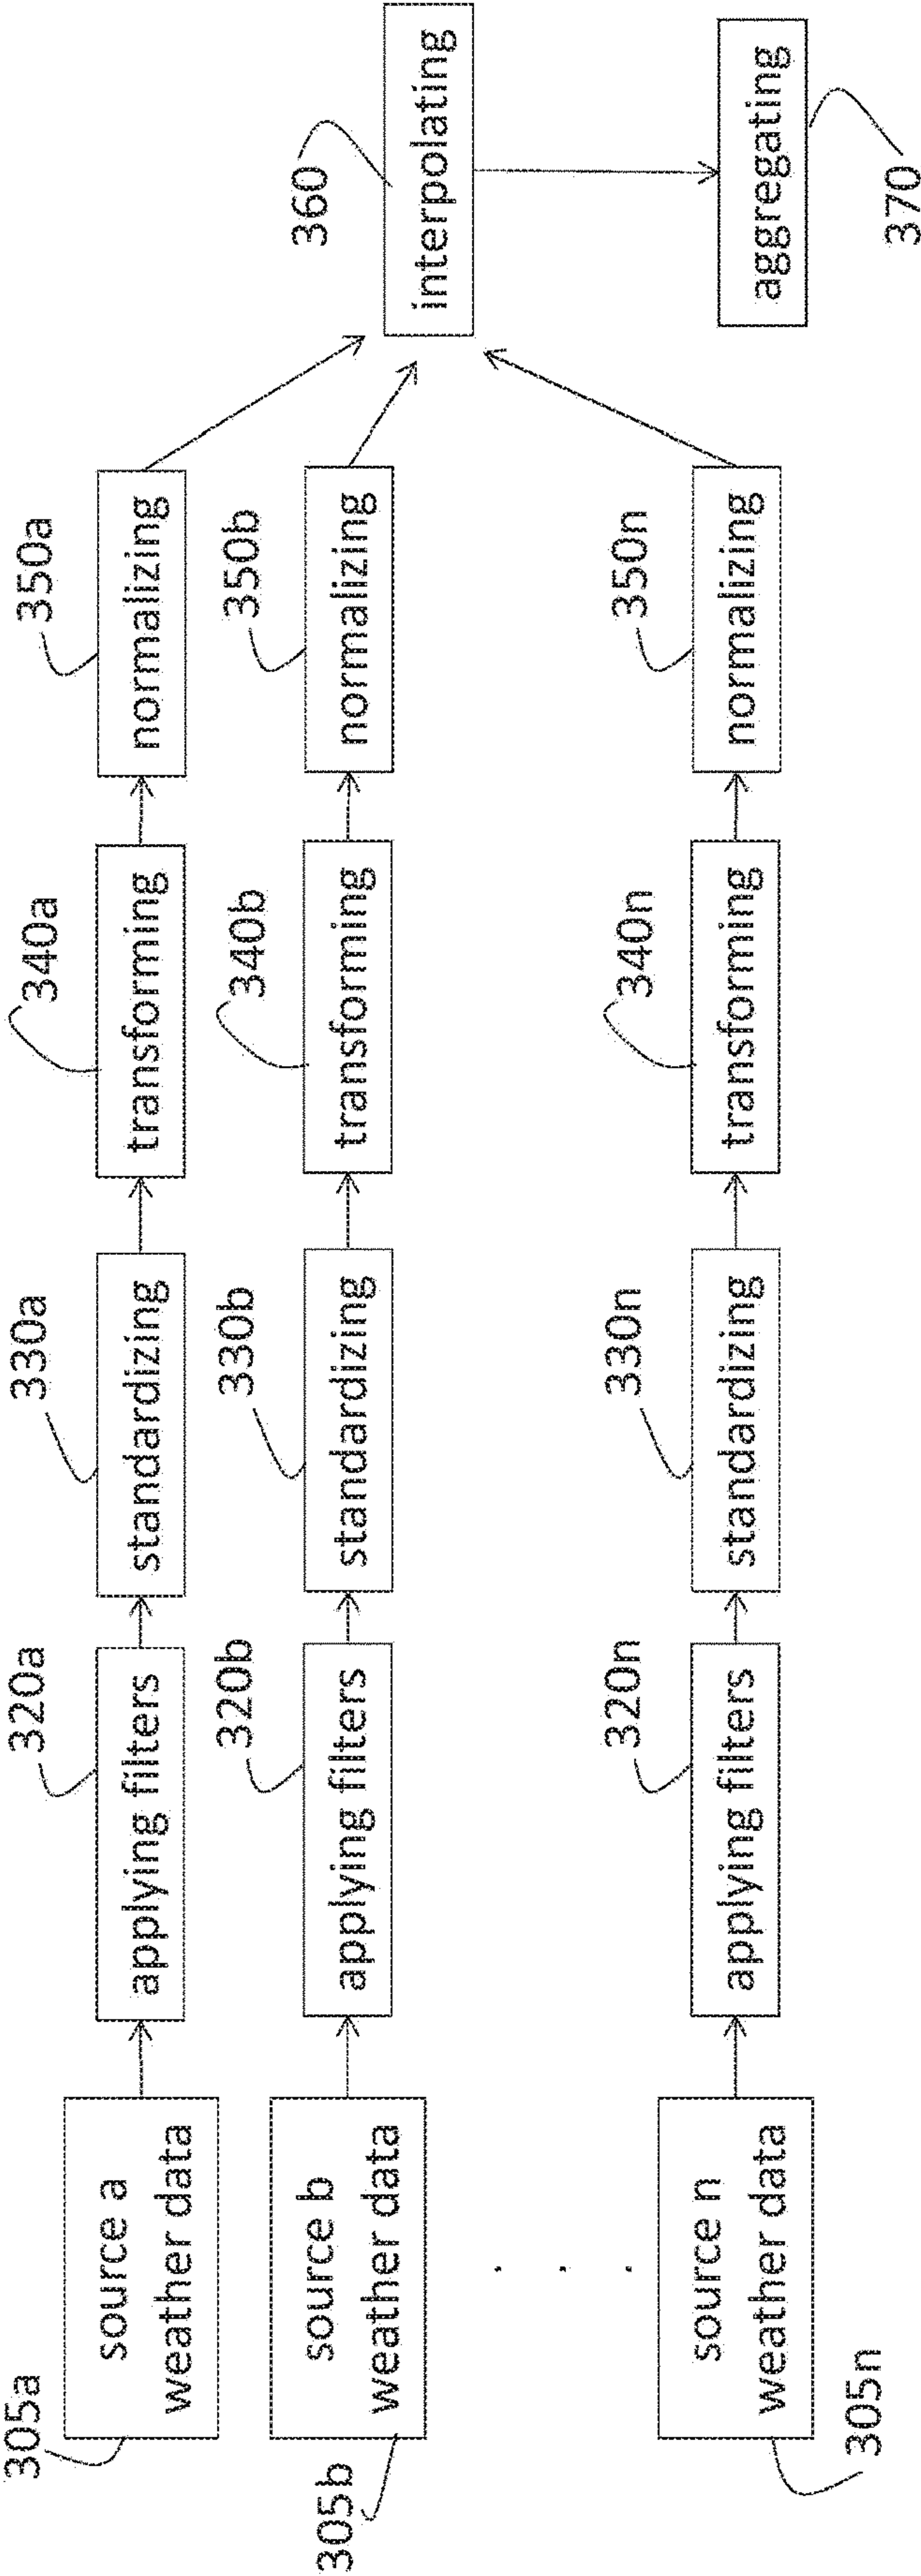 305a
source a
weather data
320a
applying filters
330a
standardizing
340a
transforming
350a
normalizing
305b
source b
weather data
320b
applying filters
330b
standardizing
340b
transforming
350b
normalizing
360
interpolating
305n
source n
weather data
320n
applying filters
330n
standardizing
340n
transforming
350n
normalizing
aggregating
370